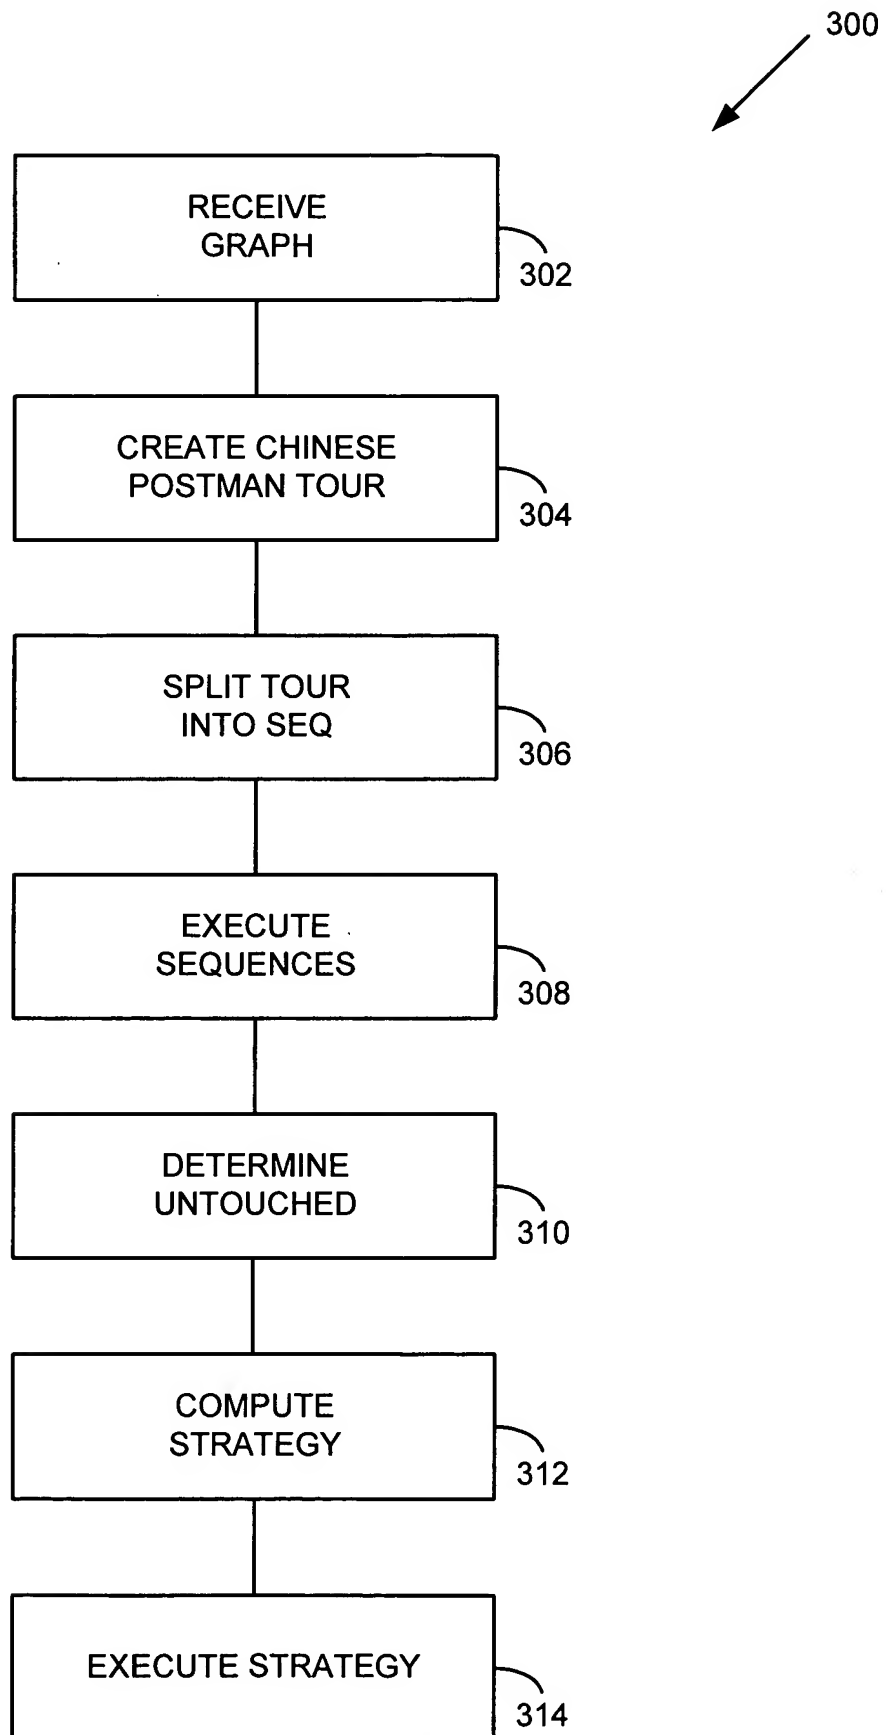 300
RECEIVE
GRAPH
302
CREATE CHINESE
POSTMAN TOUR
304
SPLIT TOUR
INTO SEQ
306
EXECUTE
SEQUENCES
308
DETERMINE
UNTOUCHED
310
COMPUTE
STRATEGY
312
EXECUTE STRATEGY
314